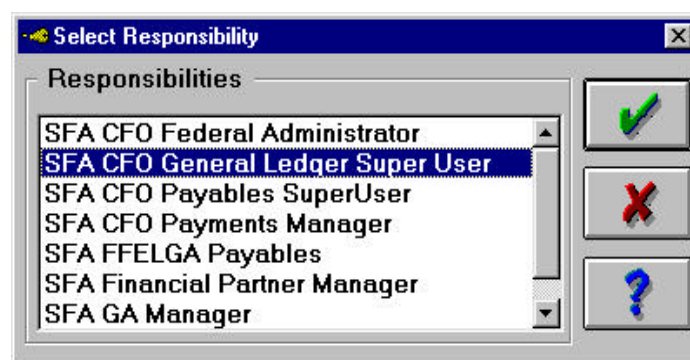 Select Responsibility
Responsibilities
SFA CFO Federal Administrator
SFA CFO General Ledger Super User
SFA CFO Payables SuperUser
SFA CFO Payments Manager
SFA FFELGA Payables
SFA Financial Partner Manager
SFA GA Manager